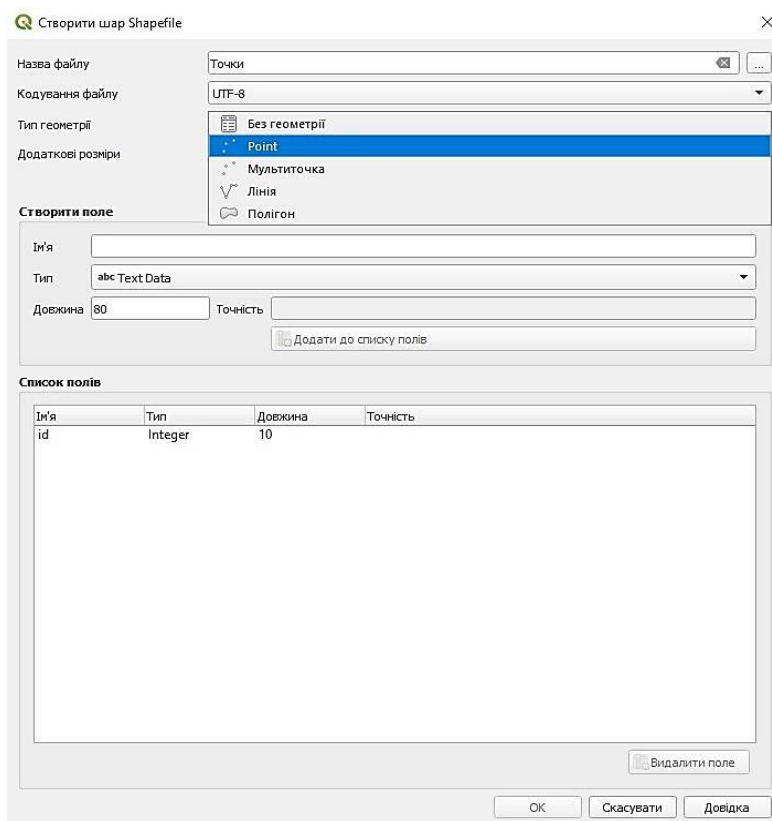 Створити шар Shapefile
Назва файлу Точки ...
Кодування файлу UTF-8
Тип геометрії Без геометрії
Point
Додаткові розміри
Мультиточка
Лінія
Полігон
Створити поле
Ім'я
Тип abc Text Data
Довжина 80 Точність
Додати до списку полів
Список полів
Ім'я Тип Довжина Точність
id Integer 10
Видалити поле
OK Скасувати Довідка